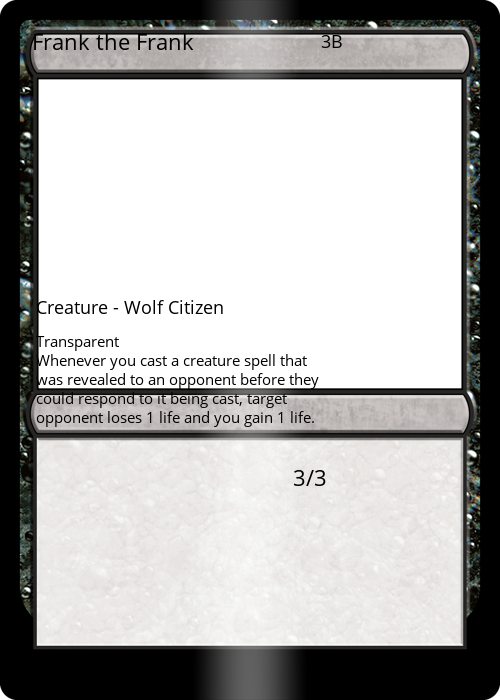 Frank the Frank 3B
Creature - Wolf Citizen
Transparent
Whenever you cast a creature spell that
was revealed to an opponent before they
could respond to it being cast, target
opponent loses 1 life and you gain 1 life.
3/3